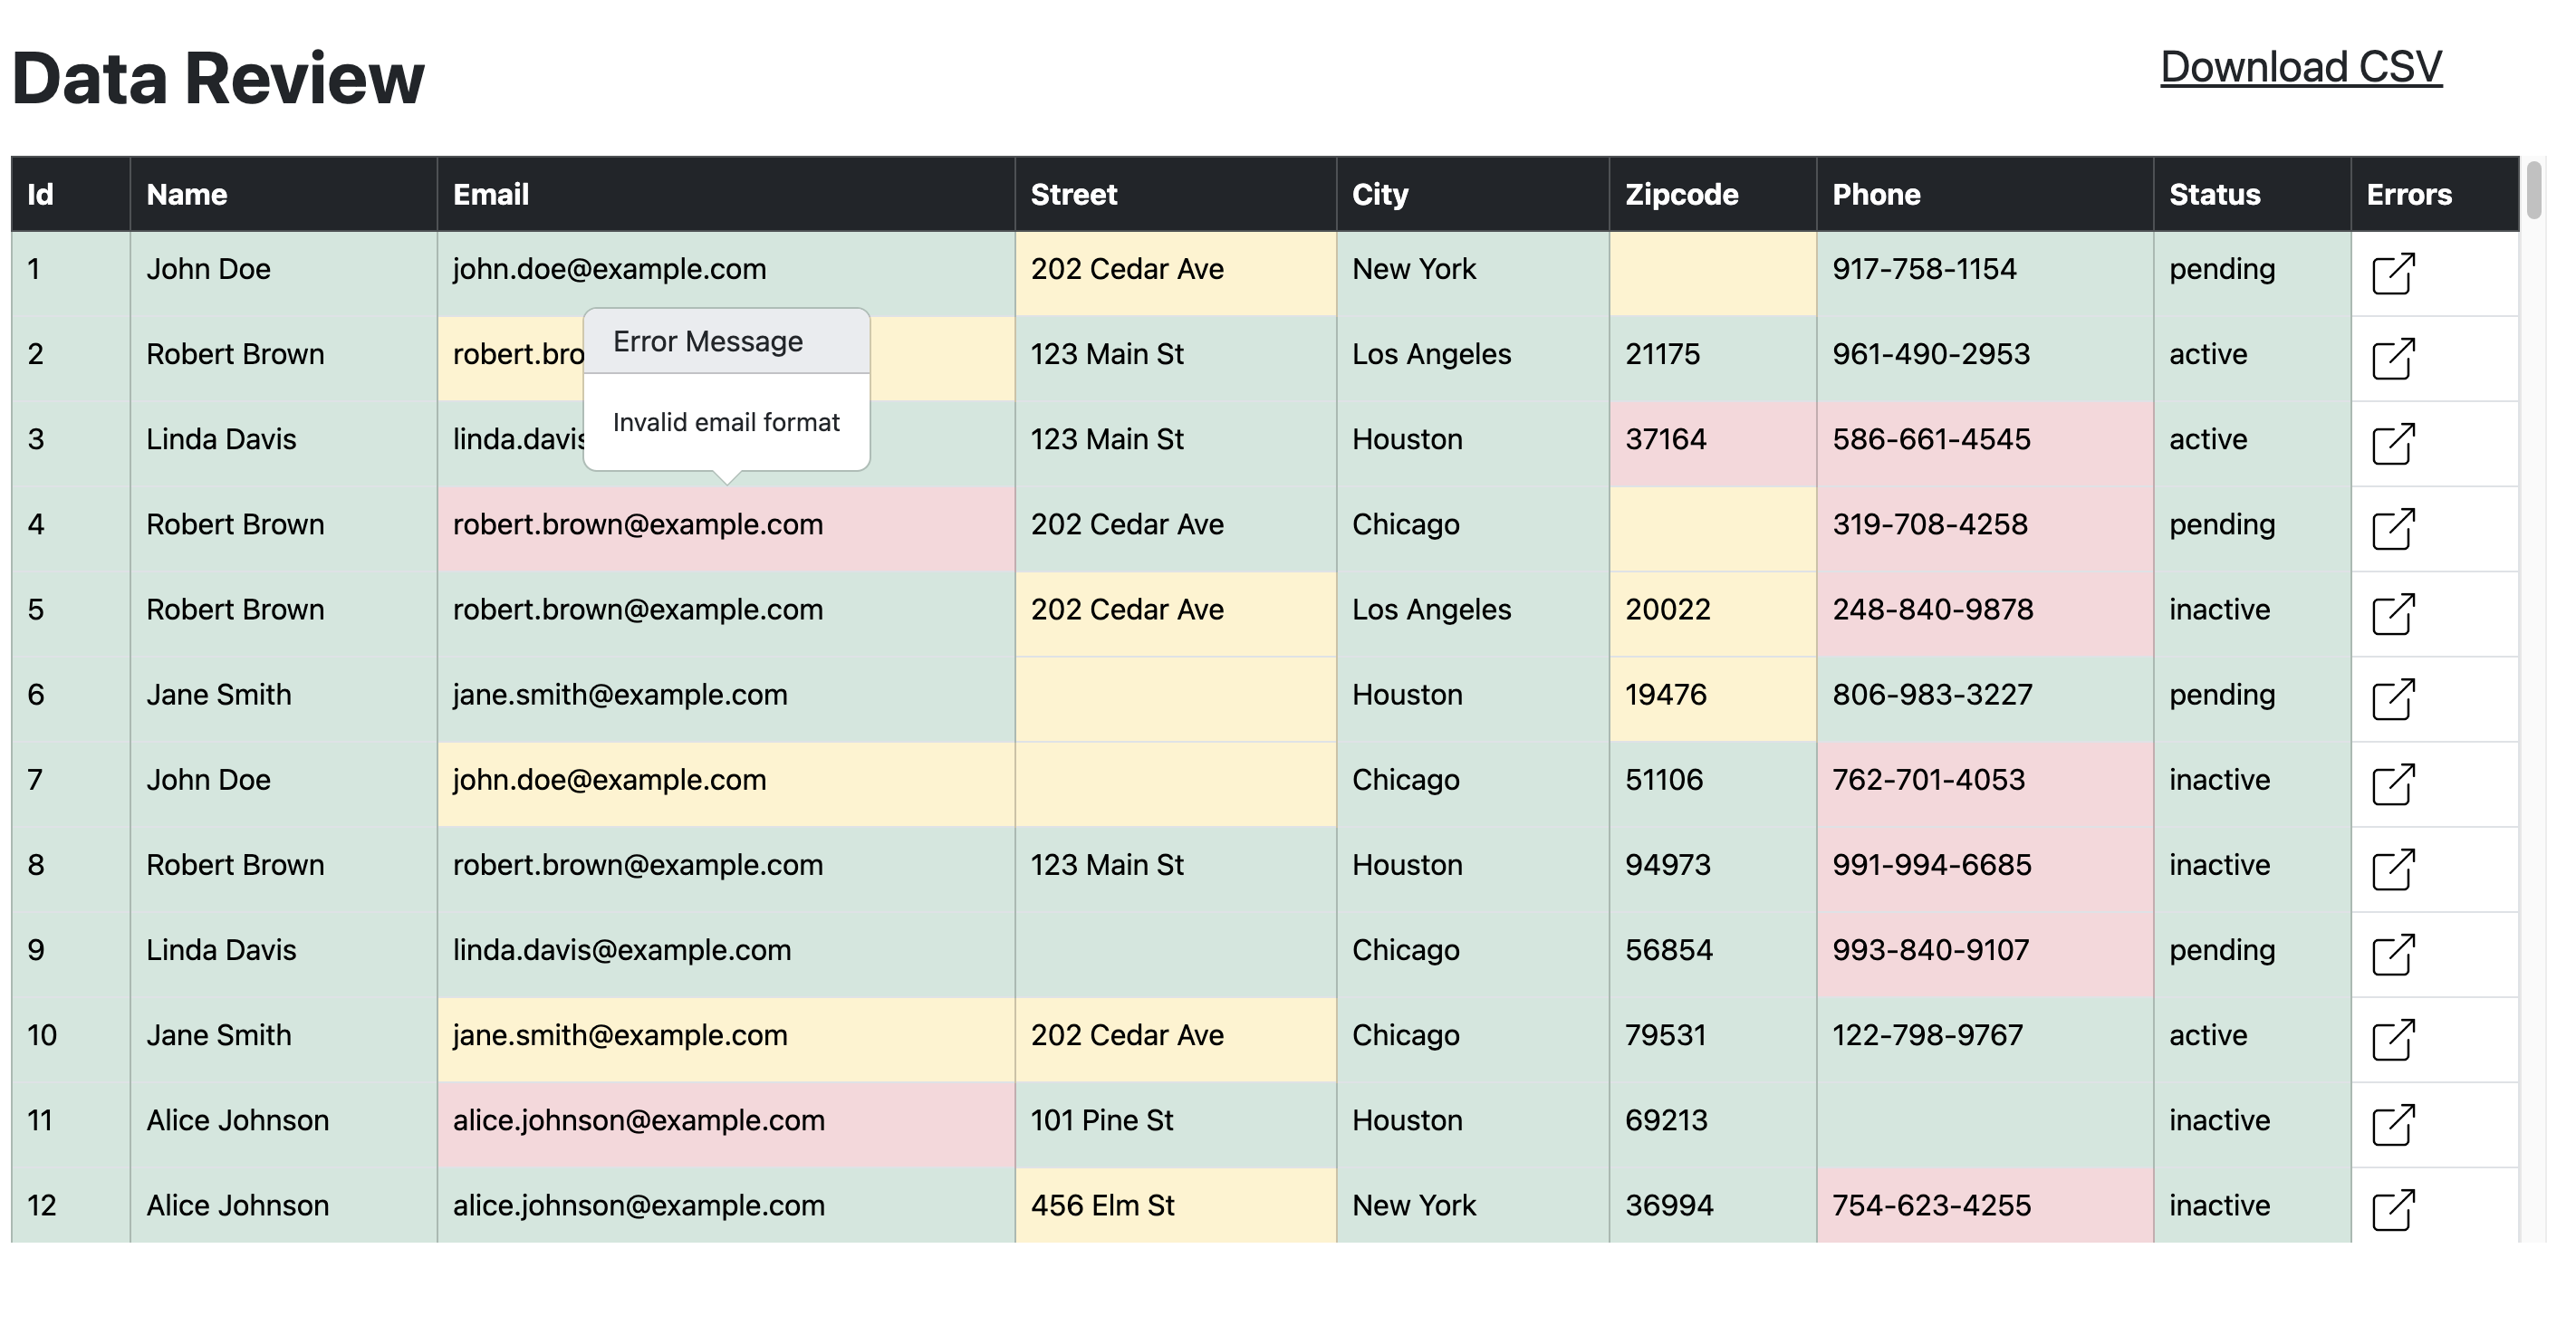 Data Review
Download CSV
Id Name Email Street City Zipcode Phone Status Errors
1 John Doe john.doe@example.com 202 Cedar Ave New York 917-758-1154 pending
Error Message
2 Robert Brown robert.bro 123 Main St Los Angeles 21175 961-490-2953 active
Invalid email format
3 Linda Davis linda.davis 123 Main St Houston 37164 586-661-4545 active
4 Robert Brown robert.brown@example.com 202 Cedar Ave Chicago 319-708-4258 pending
5 Robert Brown robert.brown@example.com 202 Cedar Ave Los Angeles 20022 248-840-9878 inactive
6 Jane Smith jane.smith@example.com Houston 19476 806-983-3227 pending
7 John Doe john.doe@example.com Chicago 51106 762-701-4053 inactive
8 Robert Brown robert.brown@example.com 123 Main St Houston 94973 991-994-6685 inactive
9 Linda Davis linda.davis@example.com Chicago 56854 993-840-9107 pending
10 Jane Smith jane.smith@example.com 202 Cedar Ave Chicago 79531 122-798-9767 active
11 Alice Johnson alice.johnson@example.com 101 Pine St Houston 69213 inactive
12 Alice Johnson alice.johnson@example.com 456 Elm St New York 36994 754-623-4255 inactive